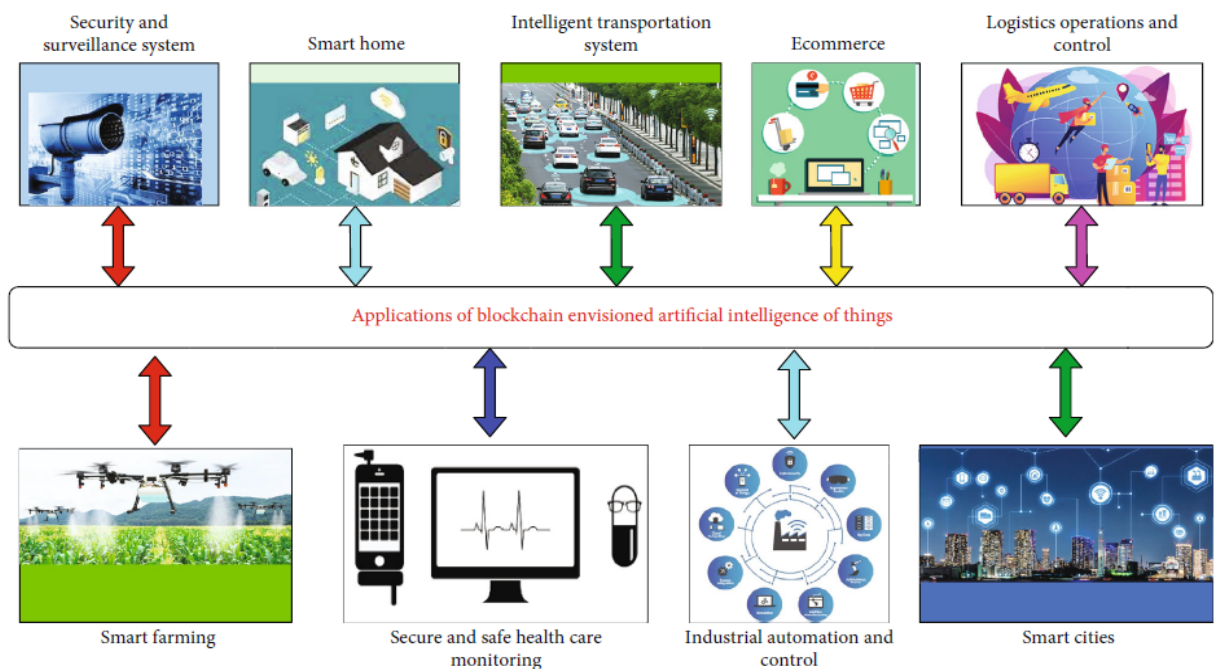 Security and
surveillance system
Smart home
Intelligent transportation
system
Ecommerce
Logistics operations and
control
Applications of blockchain envisioned artificial intelligence of things
Smart farming
Secure and safe health care
monitoring
Industrial automation and
control
Smart cities